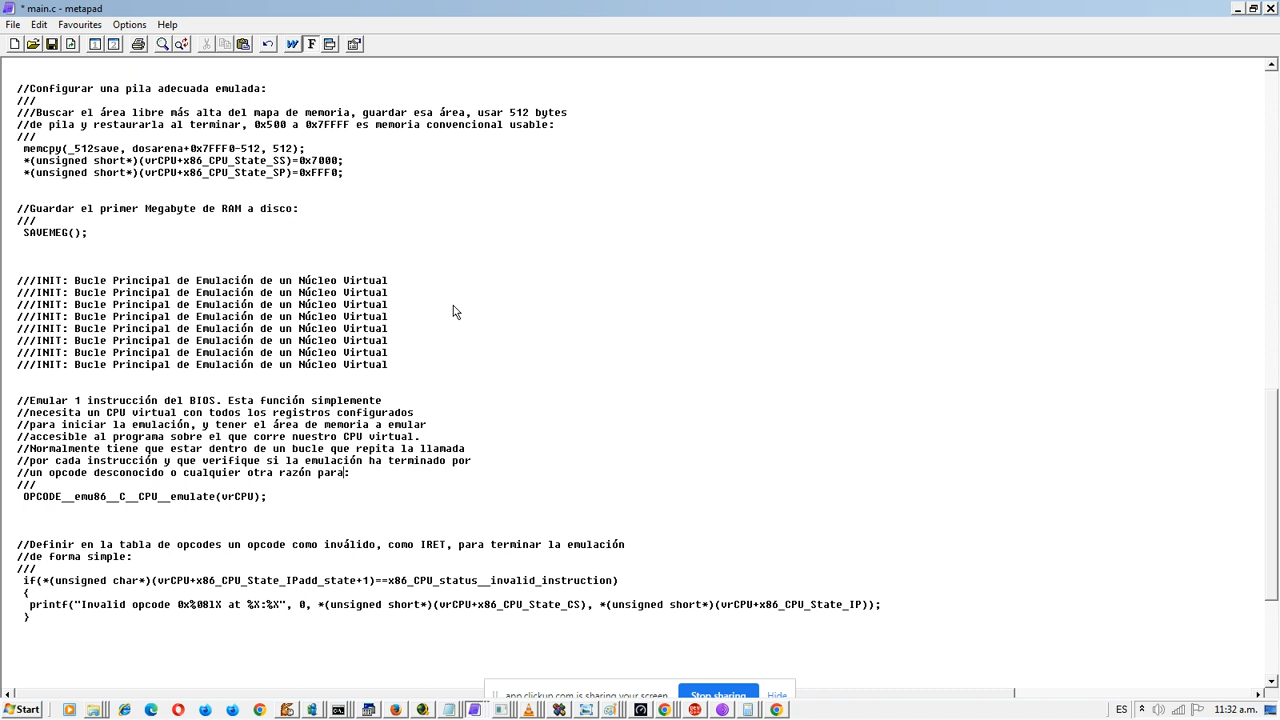 * main.c - metapad
File Edit Favourites Options Help
//Configurar una pila adecuada emulada:
///
///Buscar el área libre más alta del mapa de memoria, guardar esa área, usar 512 bytes
//de pila y restaurarla al terminar, 0x500 a 0x7FFFF es memoria convencional usable:
///
memcpy(_512save, dosarena+0x7FFF0-512, 512);
*(unsigned short*)(vrCPU+x86_CPU_State_SS)=0x7000;
*(unsigned short*)(vrCPU+x86_CPU_State_SP)=0xFFF0;
//Guardar el primer Megabyte de RAM a disco:
///
SAVEMEG();
///INIT: Bucle Principal de Emulación de un Núcleo Virtual
///INIT: Bucle Principal de Emulación de un Núcleo Virtual
///INIT: Bucle Principal de Emulación de un Núcleo Virtual
///INIT: Bucle Principal de Emulación de un Núcleo Virtual
///INIT: Bucle Principal de Emulación de un Núcleo Virtual
///INIT: Bucle Principal de Emulación de un Núcleo Virtual
///INIT: Bucle Principal de Emulación de un Núcleo Virtual
///INIT: Bucle Principal de Emulación de un Núcleo Virtual
//Emular 1 instrucción del BIOS. Esta función simplemente
//necesita un CPU virtual con todos los registros configurados
//para iniciar la emulación, y tener el área de memoria a emular
//accesible al programa sobre el que corre nuestro CPU virtual.
//Normalmente tiene que estar dentro de un bucle que repita la llamada
//por cada instrucción y que verifique si la emulación ha terminado por
//un opcode desconocido o cualquier otra razón para:
///
OPCODE__emu86__C__CPU__emulate(vrCPU);
//Definir en la tabla de opcodes un opcode como inválido, como IRET, para terminar la emulación
//de forma simple:
///
if(*(unsigned char*)(vrCPU+x86_CPU_State_IPadd_state+1)==x86_CPU_status__invalid_instruction)
{
printf("Invalid opcode 0x%08lX at %X:%X", 0, *(unsigned short*)(vrCPU+x86_CPU_State_CS), *(unsigned short*)(vrCPU+x86_CPU_State_IP));
}
app.clickup.com is sharing your screen. Stop sharing Hide
Start ES 11:32 a.m.